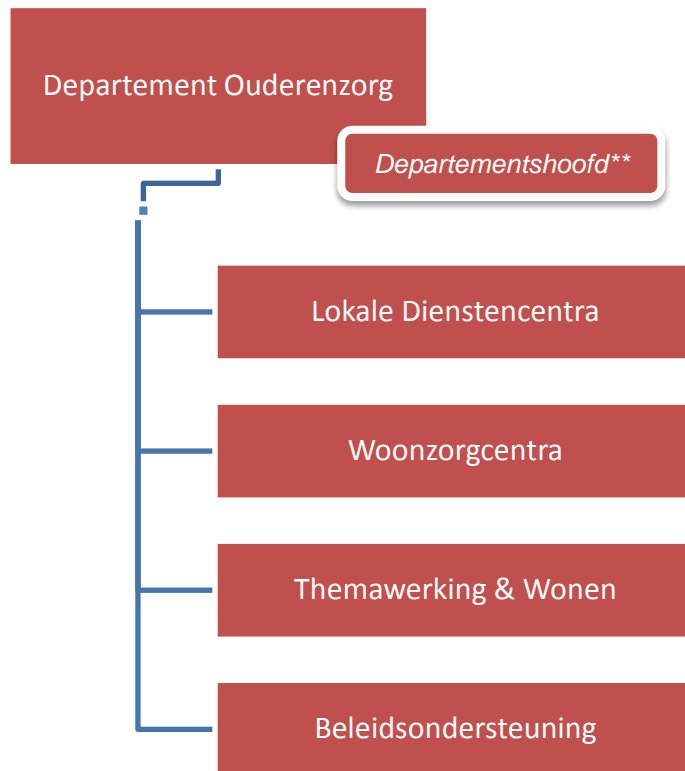 Departement Ouderenzorg
Departementshoofd**
Lokale Dienstencentra
Woonzorgcentra
Themawerking & Wonen
Beleidsondersteuning